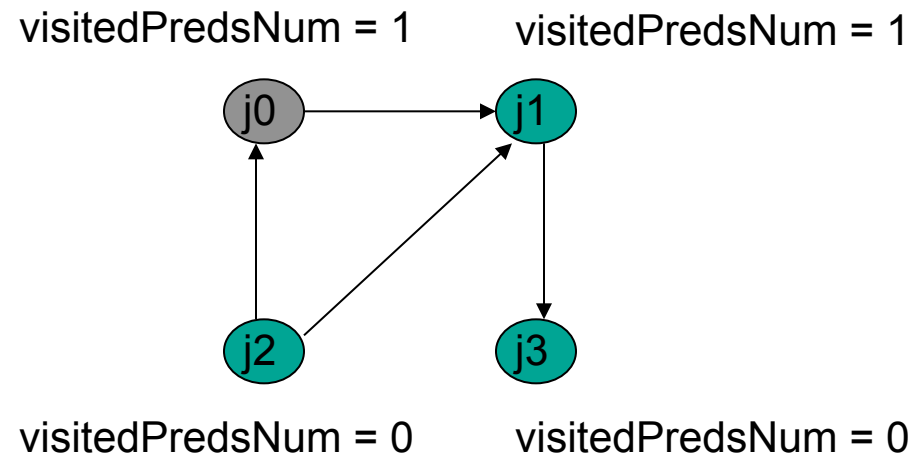 visitedPredsNum = 1
visitedPredsNum = 1
j0
j1
j2
j3
visitedPredsNum = 0
visitedPredsNum = 0